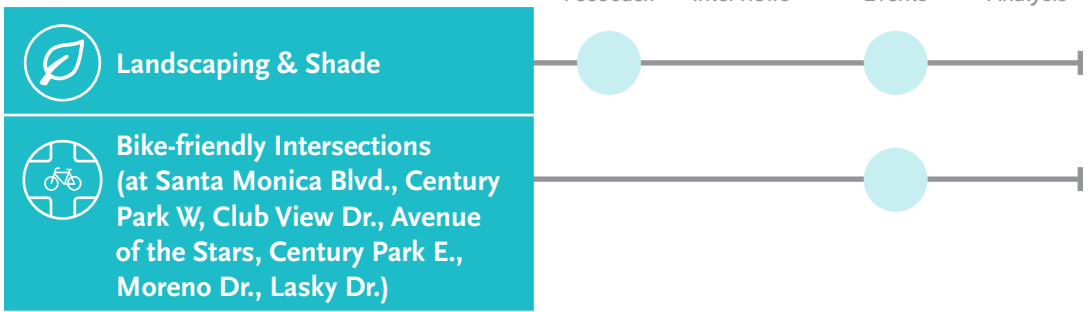 Landscaping & Shade
Bike-friendly Intersections
(at Santa Monica Blvd., Century
Park W, Club View Dr., Avenue
of the Stars, Century Park E.,
Moreno Dr., Lasky Dr.)